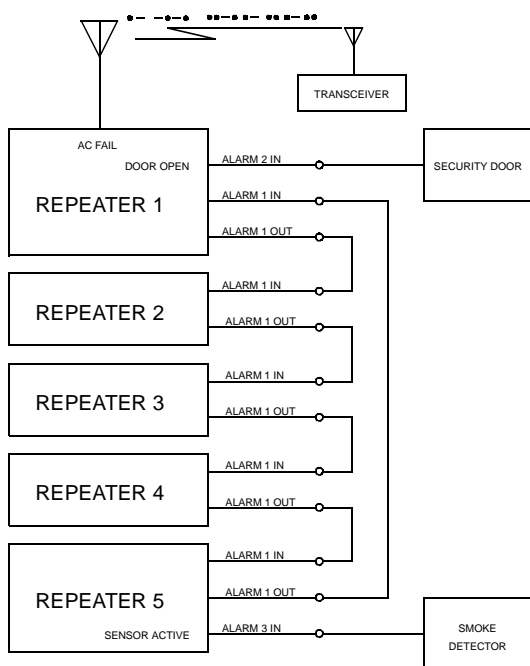 TRANSCEIVER
AC FAIL
DOOR OPEN
REPEATER 1
ALARM 2 IN
SECURITY DOOR
ALARM 1 IN
ALARM 1 OUT
REPEATER 2
ALARM 1 IN
ALARM 1 OUT
REPEATER 3
ALARM 1 IN
ALARM 1 OUT
REPEATER 4
ALARM 1 IN
ALARM 1 OUT
REPEATER 5
ALARM 1 IN
ALARM 1 OUT
SENSOR ACTIVE
ALARM 3 IN
SMOKE
DETECTOR